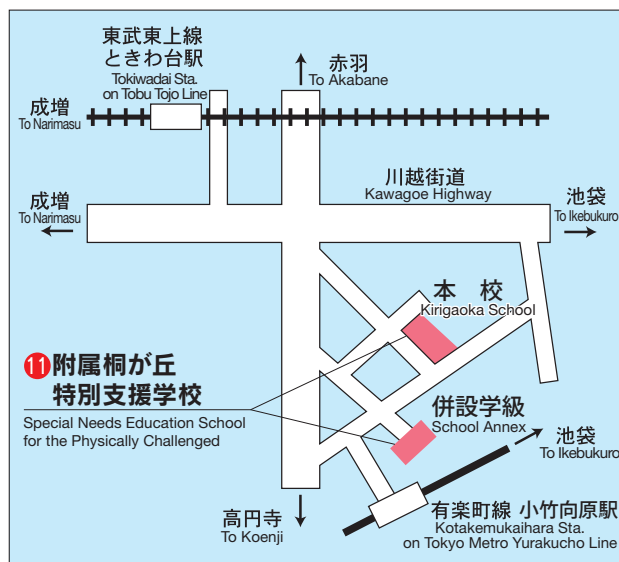 東武東上線
ときわ台駅
Tokiwadai Sta.
on Tobu Tojo Line
赤羽
To Akabane
成増
To Narimasu
川越街道
Kawagoe Highway
成増
To Narimasu
池袋
To Ikebukuro
本 校
Kirigaoka School
11 附属桐が丘
特別支援学校
Special Needs Education School
for the Physically Challenged
併設学級
School Annex
池袋
To Ikebukuro
高円寺
To Koenji
有楽町線 小竹向原駅
Kotakemukaihara Sta.
on Tokyo Metro Yurakucho Line